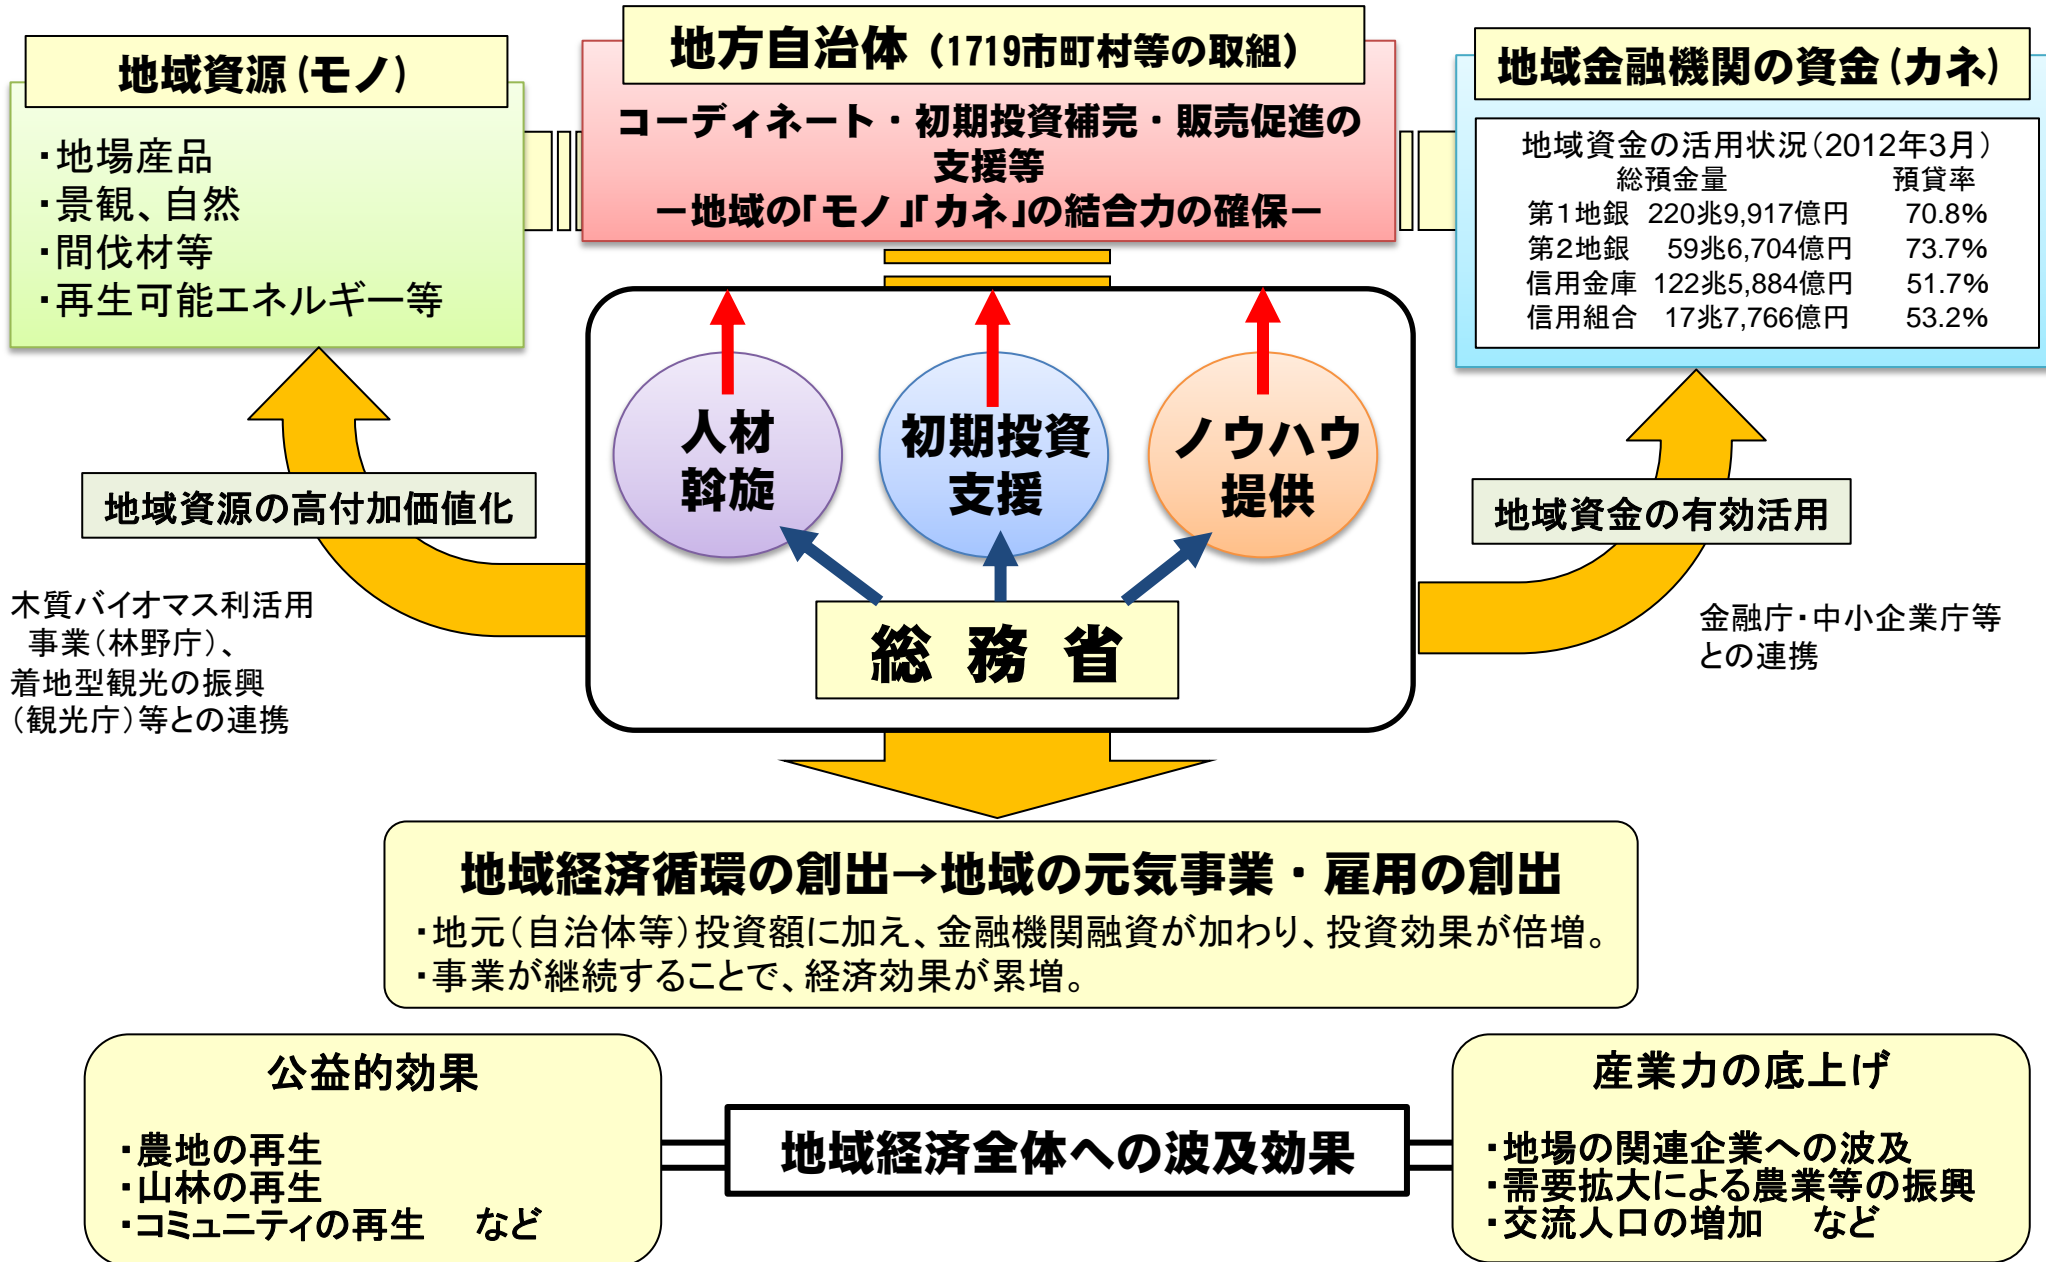 地域資源(モノ)
・地場産品
・景観、自然
・間伐材等
・再生可能エネルギー等
地方自治体（1719市町村等の取組）
コーディネート・初期投資補完・販売促進の
支援等
－地域の「モノ」「カネ」の結合力の確保－
地域金融機関の資金(カネ)
地域資金の活用状況（2012年3月）
総預金量 預貸率
第１地銀 220兆9,917億円 70.8%
第２地銀 59兆6,704億円 73.7%
信用金庫 122兆5,884億円 51.7%
信用組合 17兆7,766億円 53.2%
人材
斡旋
初期投資
支援
ノウハウ
提供
総務省
地域資源の高付加価値化
木質バイオマス利活用
事業（林野庁）、
着地型観光の振興
（観光庁）等との連携
地域資金の有効活用
金融庁・中小企業庁等
との連携
地域経済循環の創出→地域の元気事業・雇用の創出
・地元（自治体等）投資額に加え、金融機関融資が加わり、投資効果が倍増。
・事業が継続することで、経済効果が累増。
公益的効果
・農地の再生
・山林の再生
・コミュニティの再生 など
地域経済全体への波及効果
産業力の底上げ
・地場の関連企業への波及
・需要拡大による農業等の振興
・交流人口の増加 など